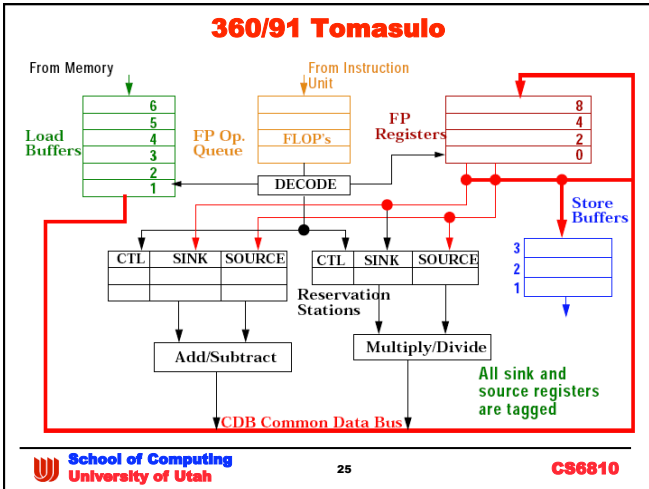 360/91 Tomasulo
From Memory
From Instruction
Unit
Load
Buffers
6
5
4
3
2
1
FP Op.
Queue
FLOP's
FP
Registers
8
4
2
0
DECODE
Store
Buffers
3
2
1
CTL SINK SOURCE
CTL SINK SOURCE
Reservation
Stations
Add/Subtract
Multiply/Divide
All sink and
source registers
are tagged
CDB Common Data Bus
School of Computing
University of Utah
25
CS6810